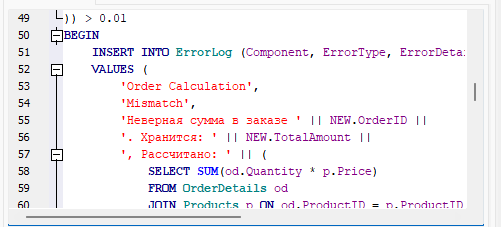 49 )) > 0.01
50 BEGIN
51 INSERT INTO ErrorLog (Component, ErrorType,
52 VALUES (
53 'Order Calculation',
54 'Mismatch',
55 'Неверная сумма в заказе ' || NEW.OrderID ||
56 '. Хранится: ' || NEW.TotalAmount ||
57 ', Рассчитано: ' || (
58 SELECT SUM(od.Quantity * p.Price)
59 FROM OrderDetails od
60 JOIN Products p ON od.ProductID = p.ProductID